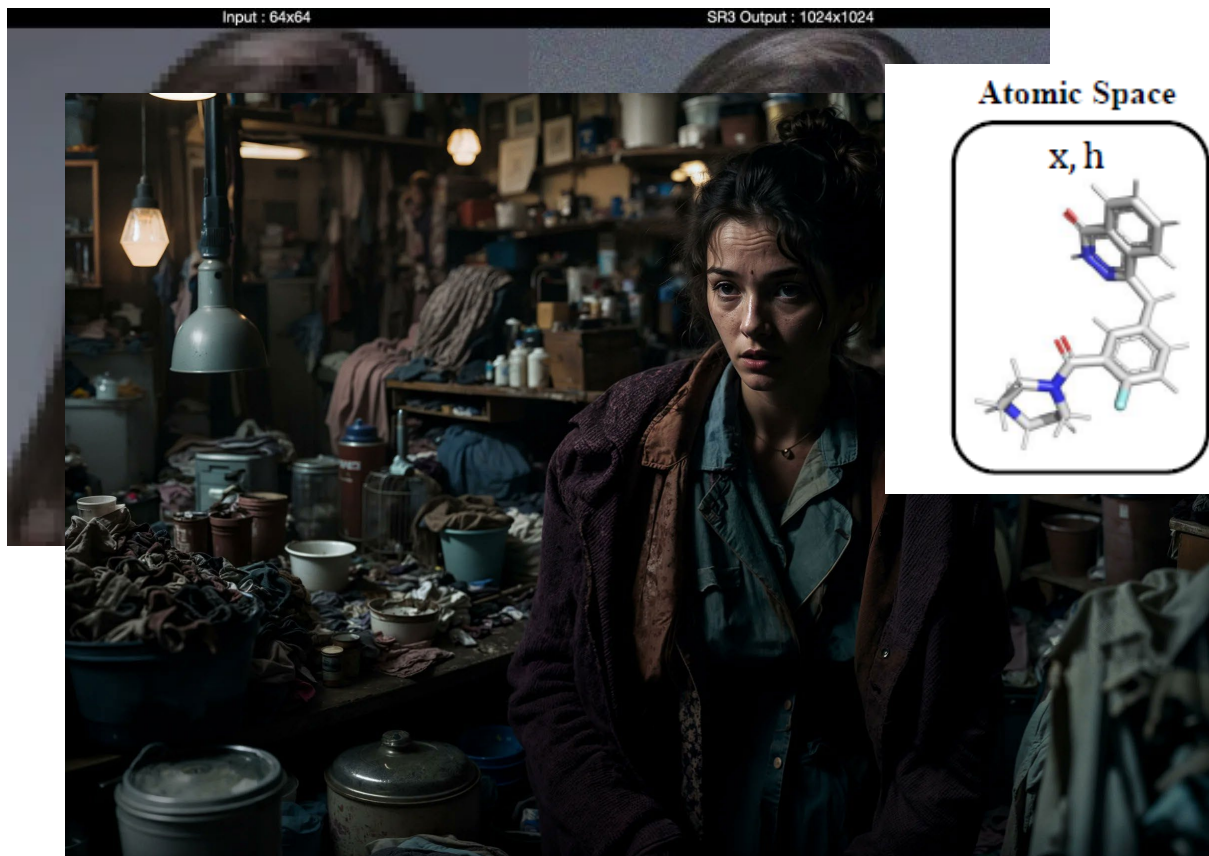 Input : 64x64
SR3 Output : 1024x1024
Atomic Space
x, h